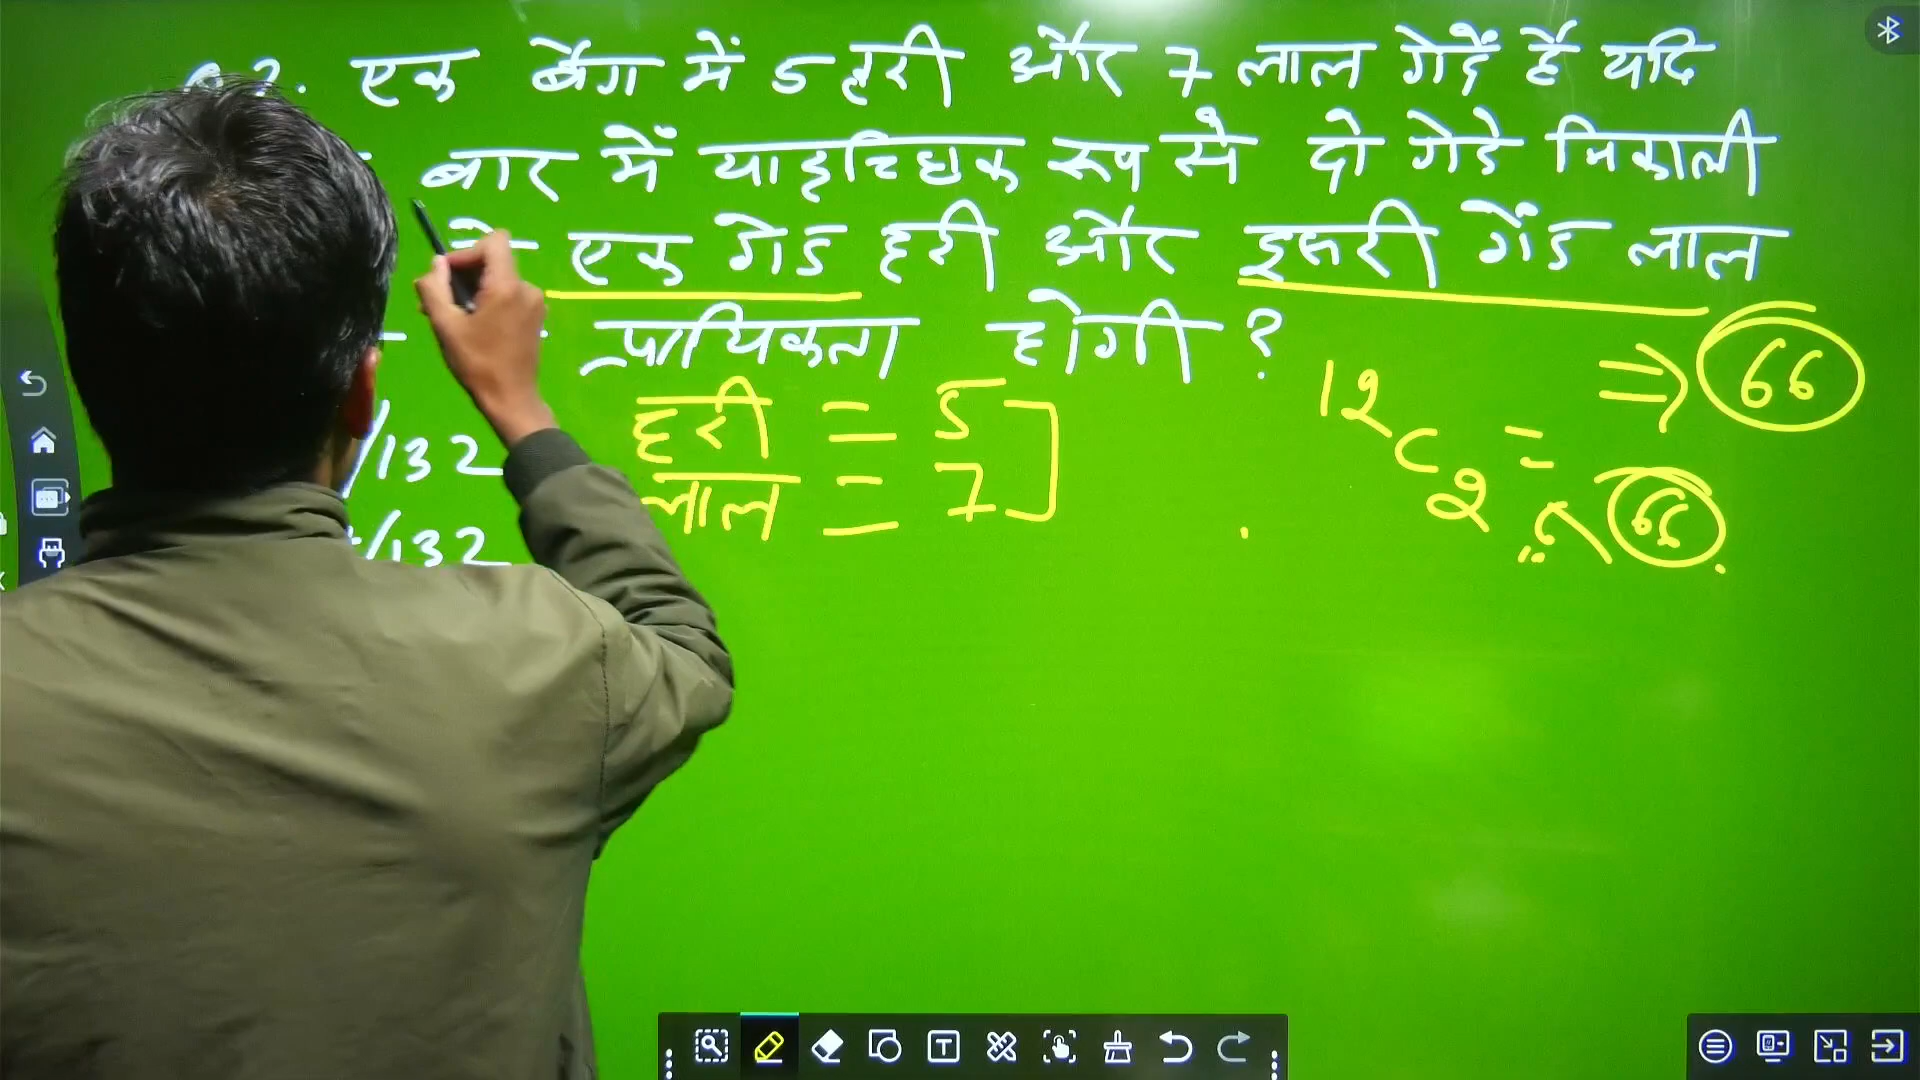 2. एक बैग में 5 हरी और 7 लाल गेदें हैं यदि
बार में यादृच्छिक रूप से दो गेदे निकाली
एक गेंद हरी और दूसरी गेंद लाल
प्रायिकता होगी ?
/132
/132
हरी = 5
लाल = 7
12C2 =
⇒ 66
66